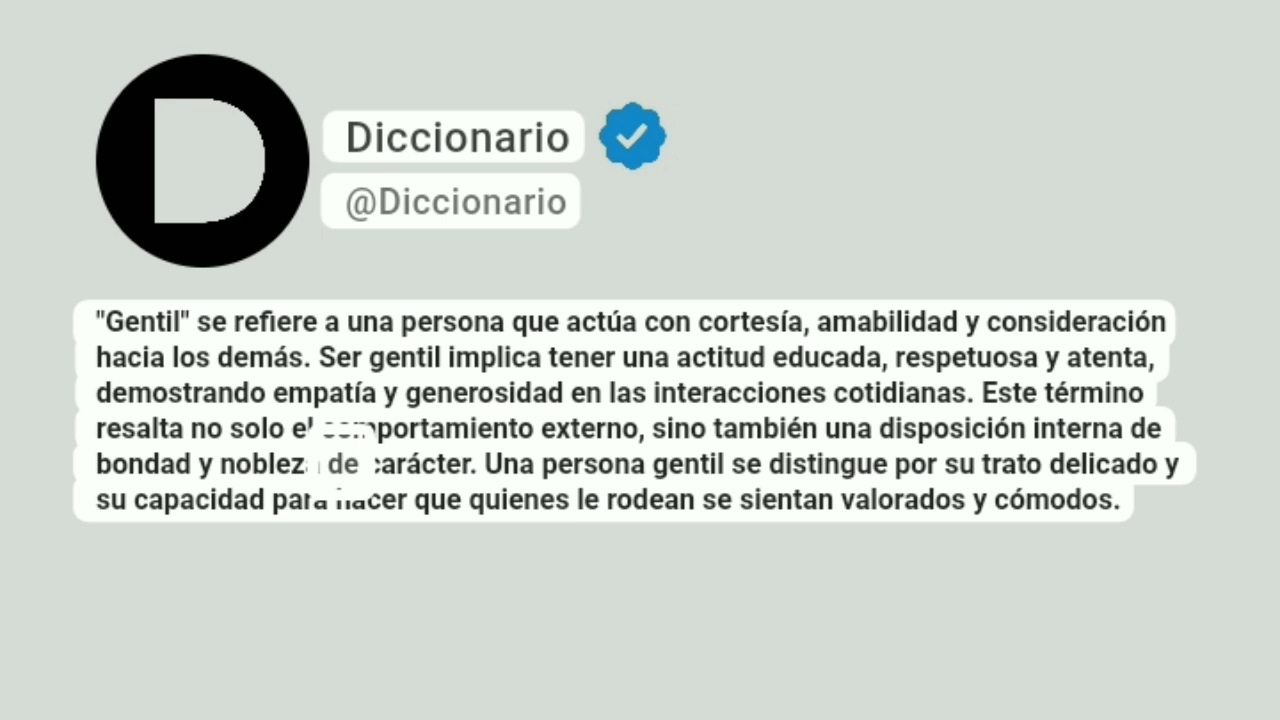 Diccionario
@Diccionario
"Gentil" se refiere a una persona que actúa con cortesía, amabilidad y consideración
hacia los demás. Ser gentil implica tener una actitud educada, respetuosa y atenta,
demostrando empatía y generosidad en las interacciones cotidianas. Este término
resalta no solo el comportamiento externo, sino también una disposición interna de
bondad y nobleza de carácter. Una persona gentil se distingue por su trato delicado y
su capacidad para hacer que quienes le rodean se sientan valorados y cómodos.